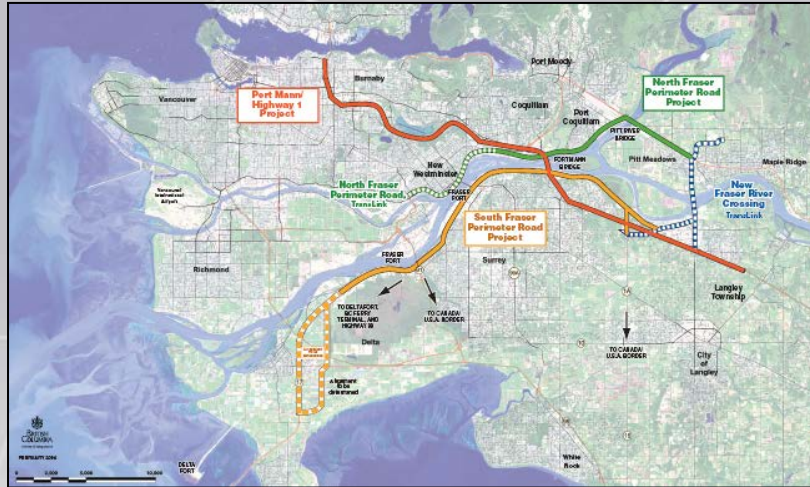 Port Moody
Burnaby
North Fraser
Perimeter Road
Project
Vancouver
Port Mann/
Highway 1
Project
Coquitlam
Port
Coquitlam
PITT RIVER
BRIDGE
New
Westminster
PORT MANN
BRIDGE
Pitt Meadows
Maple Ridge
Vancouver
International
Airport
North Fraser
Perimeter Road,
TransLink
FRASER
PORT
New
Fraser River
Crossing
TransLink
South Fraser
Perimeter Road
Project
Richmond
FRASER
PORT
Surrey
Langley
Township
TO DELTAPORT,
BC FERRY
TERMINAL, AND
HIGHWAY 99
TO CANADA/
U.S.A. BORDER
Delta
TO CANADA/
U.S.A. BORDER
City
of
Langley
Alignment
to be
determined
BRITISH
COLUMBIA
DELTA
PORT
White
Rock